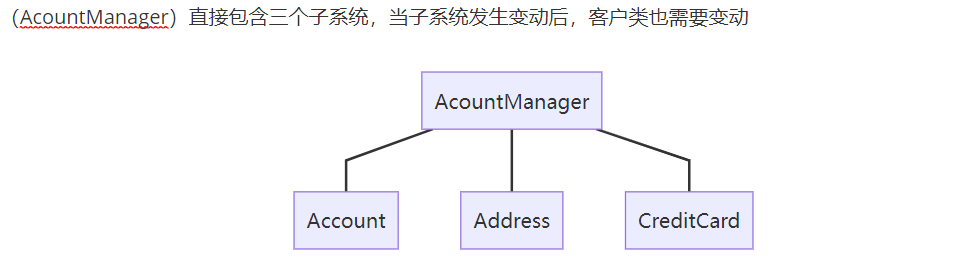 （AcountManager）直接包含三个子系统，当子系统发生变动后，客户类也需要变动
AcountManager
Account
Address
CreditCard